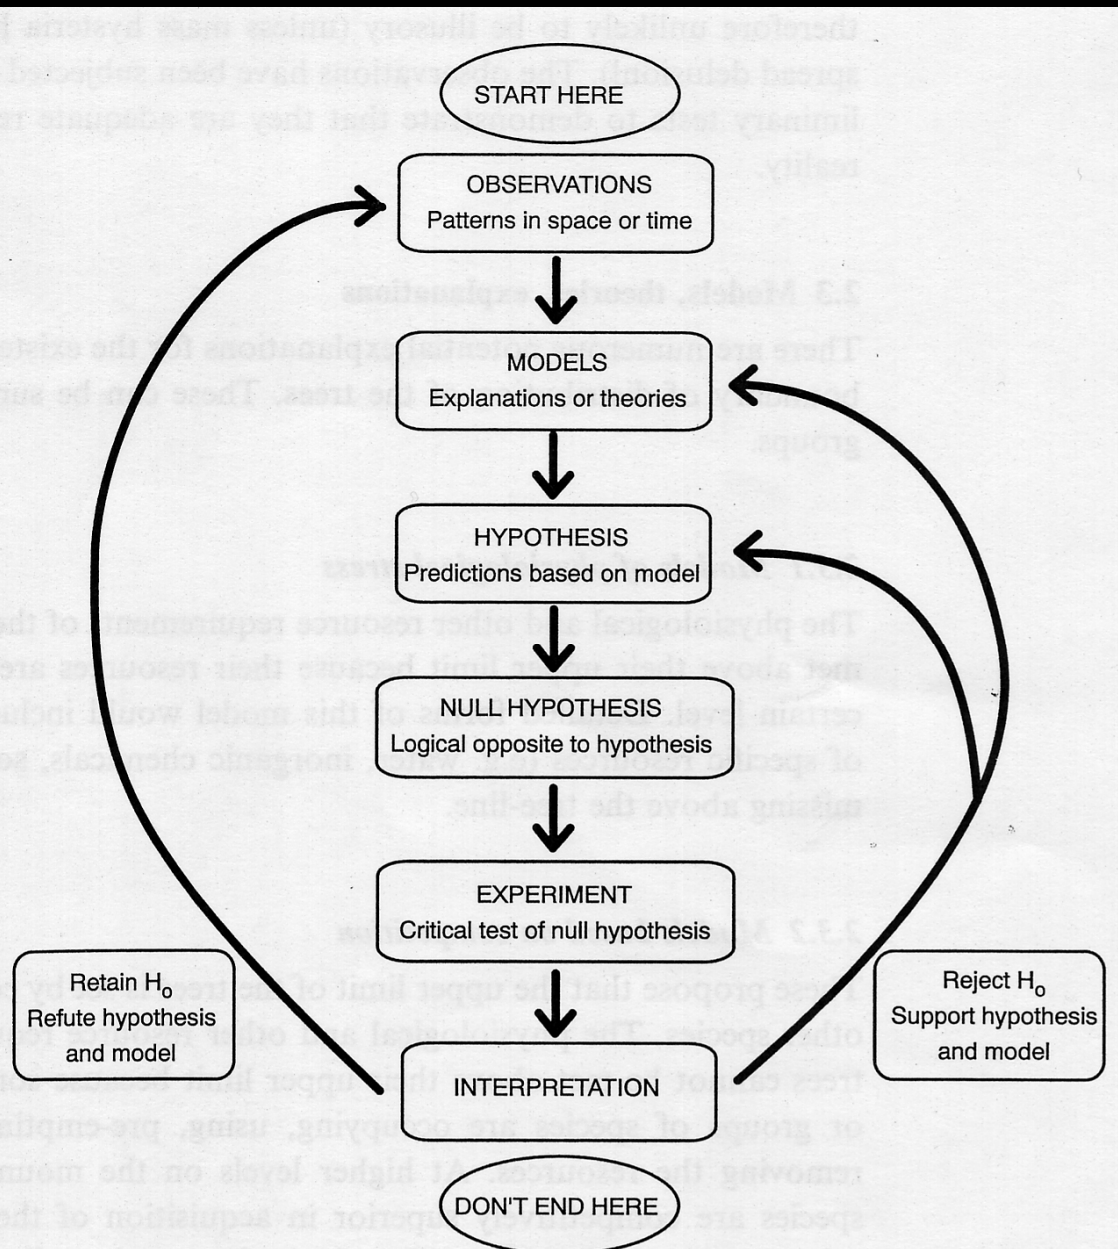 START HERE
OBSERVATIONS
Patterns in space or time
MODELS
Explanations or theories
HYPOTHESIS
Predictions based on model
NULL HYPOTHESIS
Logical opposite to hypothesis
EXPERIMENT
Critical test of null hypothesis
Retain Ho
Refute hypothesis
and model
Reject Ho
Support hypothesis
and model
INTERPRETATION
DON'T END HERE